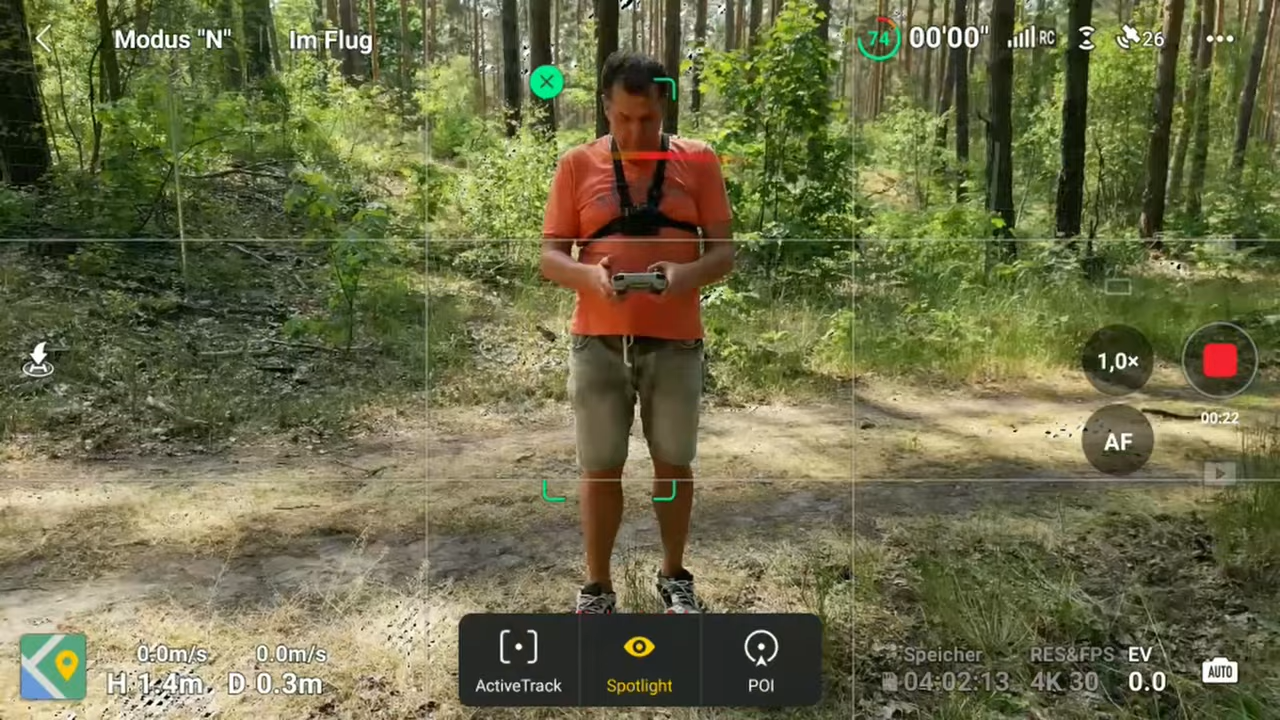 Modus "N"
Im Flug
74
00'00"
RC
26
1,0×
00:22
AF
0.0m/s
0.0m/s
H 1.4m
D 0.3m
ActiveTrack
Spotlight
POI
Speicher
04:02:13
RES&FPS
4K 30
EV
0.0
AUTO